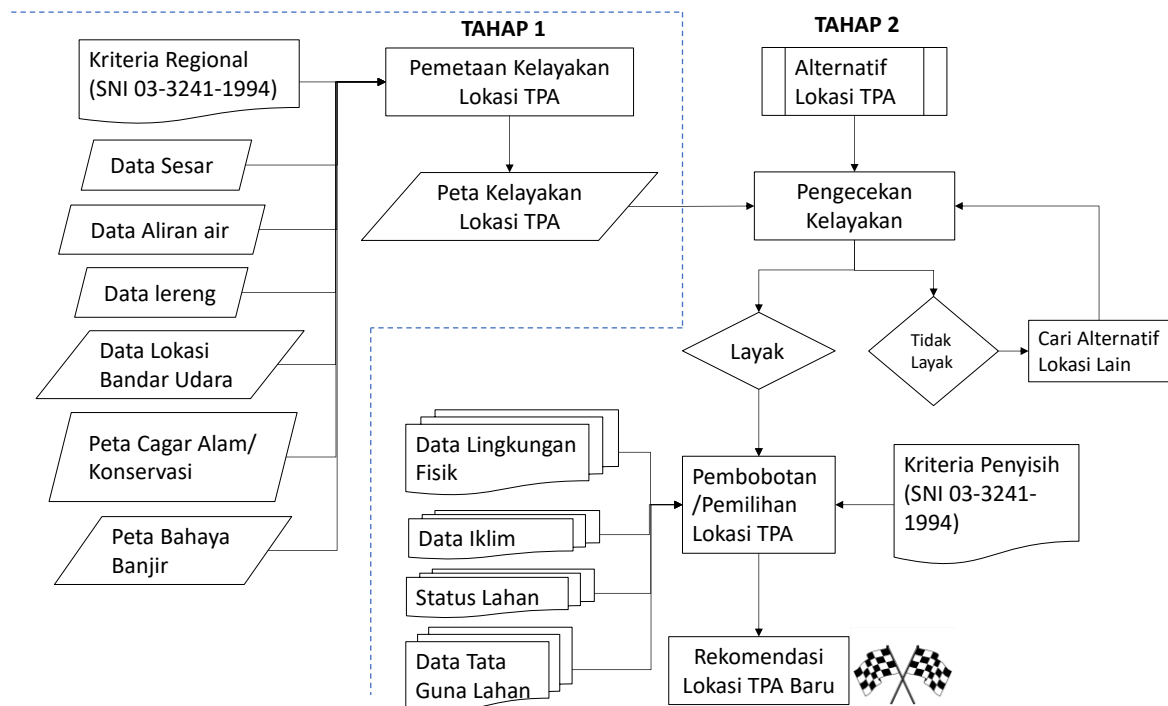 TAHAP 1
Kriteria Regional
(SNI 03-3241-1994)
Data Sesar
Data Aliran air
Data lereng
Data Lokasi
Bandar Udara
Peta Cagar Alam/
Konservasi
Peta Bahaya
Banjir
Pemetaan Kelayakan
Lokasi TPA
Peta Kelayakan
Lokasi TPA
TAHAP 2
Alternatif
Lokasi TPA
Pengecekan
Kelayakan
Layak
Tidak
Layak
Cari Alternatif
Lokasi Lain
Data Lingkungan
Fisik
Data Iklim
Status Lahan
Data Tata
Guna Lahan
Pembobotan
/Pemilihan
Lokasi TPA
Kriteria Penyisih
(SNI 03-3241-
1994)
Rekomendasi
Lokasi TPA Baru